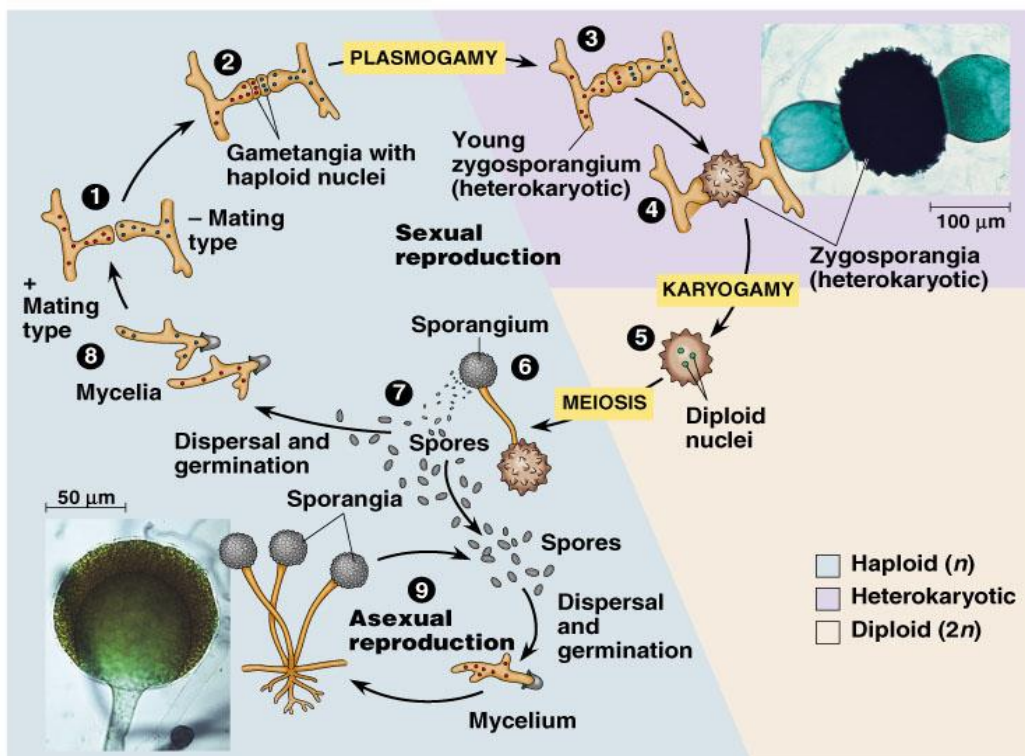 2
PLASMOGAMY
3
Gametangia with
haploid nuclei
Young
zygosporangium
(heterokaryotic)
1
– Mating
type
4
100 μm
Sexual
reproduction
Zygosporangia
(heterokaryotic)
+
Mating
type
KARYOGAMY
Sporangium
5
8
6
Mycelia
7
MEIOSIS
Diploid
nuclei
Dispersal and
germination
Spores
50 μm
Sporangia
Spores
9
Asexual
reproduction
Dispersal
and
germination
Mycelium
Haploid (n)
Heterokaryotic
Diploid (2n)